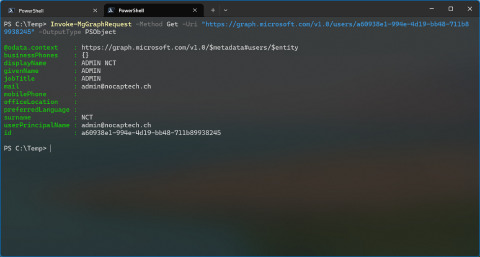 PowerShell
PowerShell
PS C:\Temp> Invoke-MgGraphRequest -Method Get -Uri "https://graph.microsoft.com/v1.0/users/a60938e1-994e-4d19-bb48-711b8
9938245" -OutputType PSObject
@odata.context : https://graph.microsoft.com/v1.0/$metadata#users/$entity
businessPhones : {}
displayName : ADMIN NCT
givenName : ADMIN
jobTitle : ADMIN
mail : admin@nocaptech.ch
mobilePhone :
officeLocation :
preferredLanguage :
surname : NCT
userPrincipalName : admin@nocaptech.ch
id : a60938e1-994e-4d19-bb48-711b89938245
PS C:\Temp>